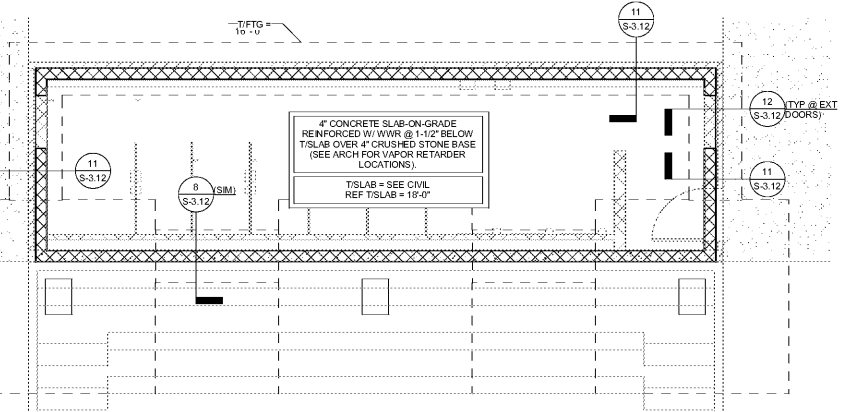 T/FTG =
16'-0"
11
S-3.12
12
S-3.12
(TYP @ EXT
DOORS)
4" CONCRETE SLAB-ON-GRADE
REINFORCED W/ WWR @ 1-1/2" BELOW
T/SLAB OVER 4" CRUSHED STONE BASE
(SEE ARCH FOR VAPOR RETARDER
LOCATIONS).
11
S-3.12
8
S-3.12
(SIM)
T/SLAB = SEE CIVIL
REF T/SLAB = 18'-0"
11
S-3.12